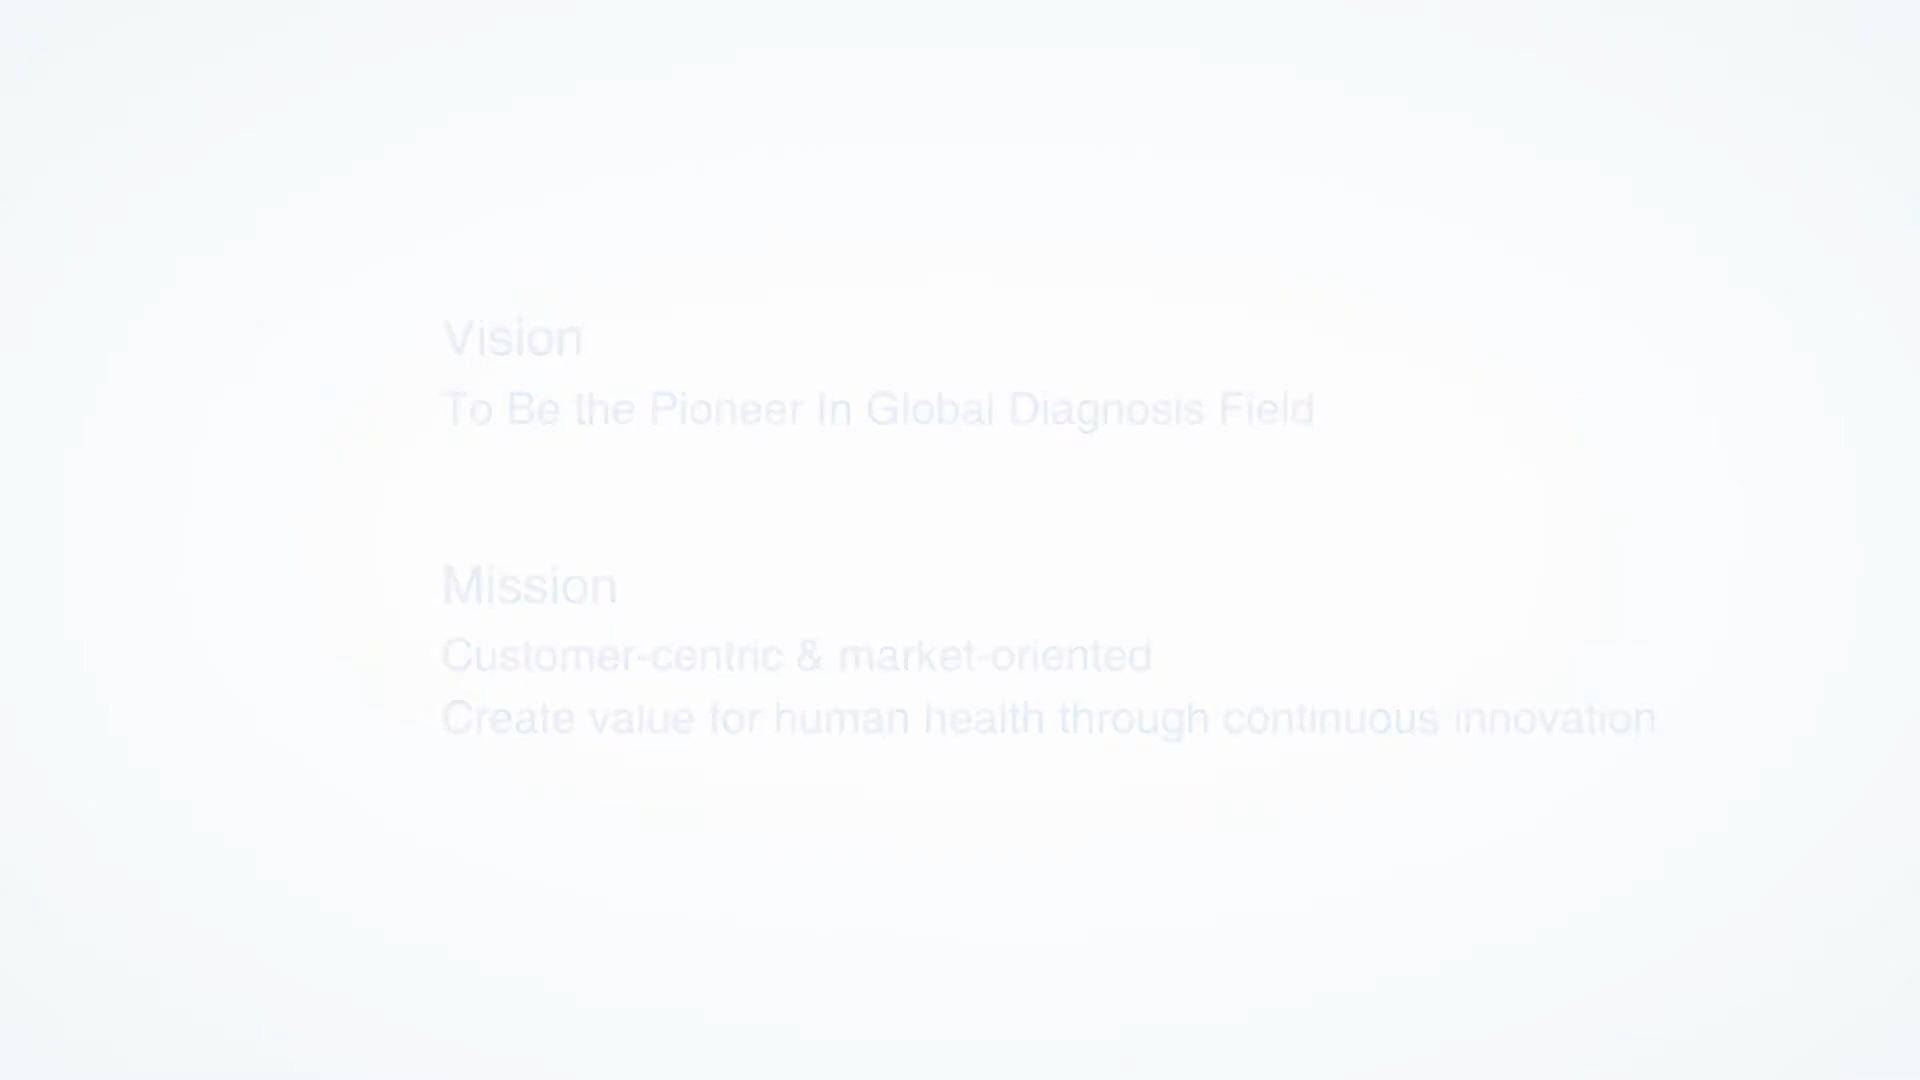 Vision
To Be the Pioneer In Global Diagnosis Field
Mission
Customer-centric & market-oriented
Create value for human health through continuous innovation